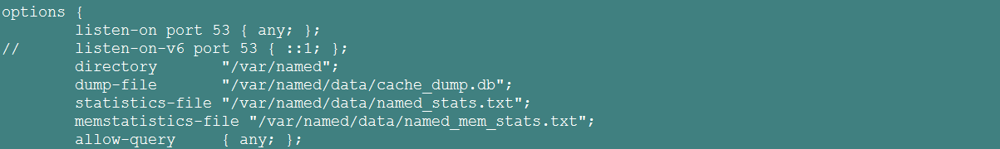 options {
        listen-on port 53 { any; };
//      listen-on-v6 port 53 { ::1; };
        directory       "/var/named";
        dump-file       "/var/named/data/cache_dump.db";
        statistics-file "/var/named/data/named_stats.txt";
        memstatistics-file "/var/named/data/named_mem_stats.txt";
        allow-query     { any; };